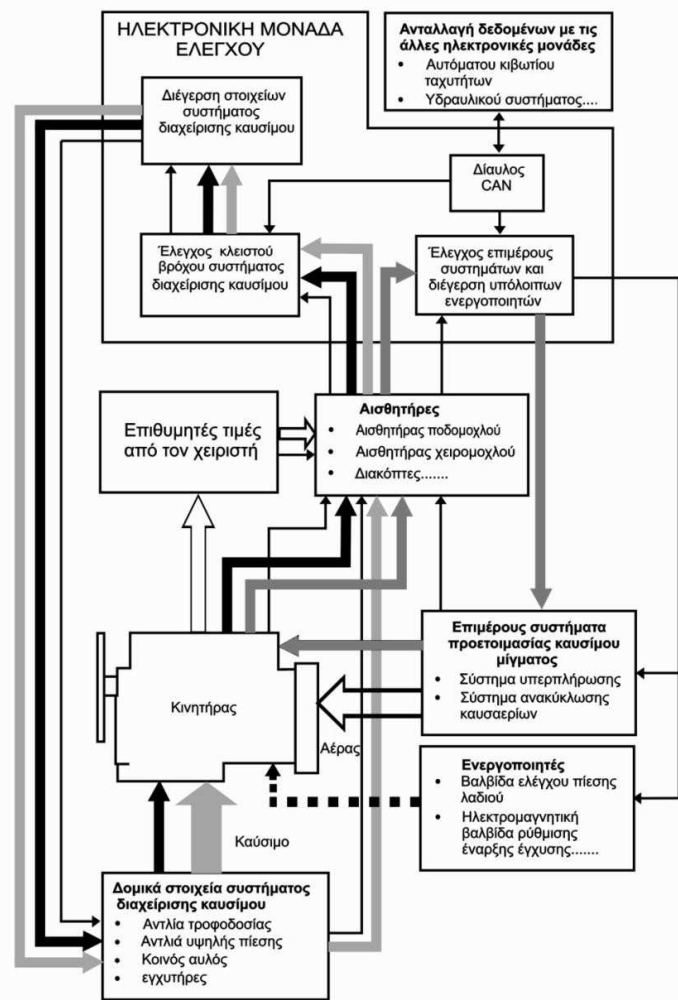 ΗΛΕΚΤΡΟΝΙΚΗ ΜΟΝΑΔΑ
ΕΛΕΓΧΟΥ
Ανταλλαγή δεδομένων με τις
άλλες ηλεκτρονικές μονάδες
• Αυτόματου κιβωτίου
ταχυτήτων
• Υδραυλικού συστήματος....
Διέγερση στοιχείων
συστήματος
διαχείρισης καυσίμου
Δίαυλος
CAN
Έλεγχος κλειστού
βρόχου συστήματος
διαχείρισης καυσίμου
Έλεγχος επιμέρους
συστημάτων και
διέγερση υπόλοιπων
ενεργοποιητών
Επιθυμητές τιμές
από τον χειριστή
Αισθητήρες
• Αισθητήρας ποδομοχλού
• Αισθητήρας χειρομοχλού
• Διακόπτες.......
Επιμέρους συστήματα
προετοιμασίας καυσίμου
μίγματος
• Σύστημα υπερπλήρωσης
• Σύστημα ανακύκλωσης
καυσαερίων
Κινητήρας
Αέρας
Ενεργοποιητές
• Βαλβίδα ελέγχου πίεσης
λαδιού
• Ηλεκτρομαγνητική
βαλβίδα ρύθμισης
έναρξης έγχυσης.......
Καύσιμο
Δομικά στοιχεία συστήματος
διαχείρισης καυσίμου
• Αντλία τροφοδοσίας
• Αντλιά υψηλής πίεσης
• Κοινός αυλός
• εγχυτήρες